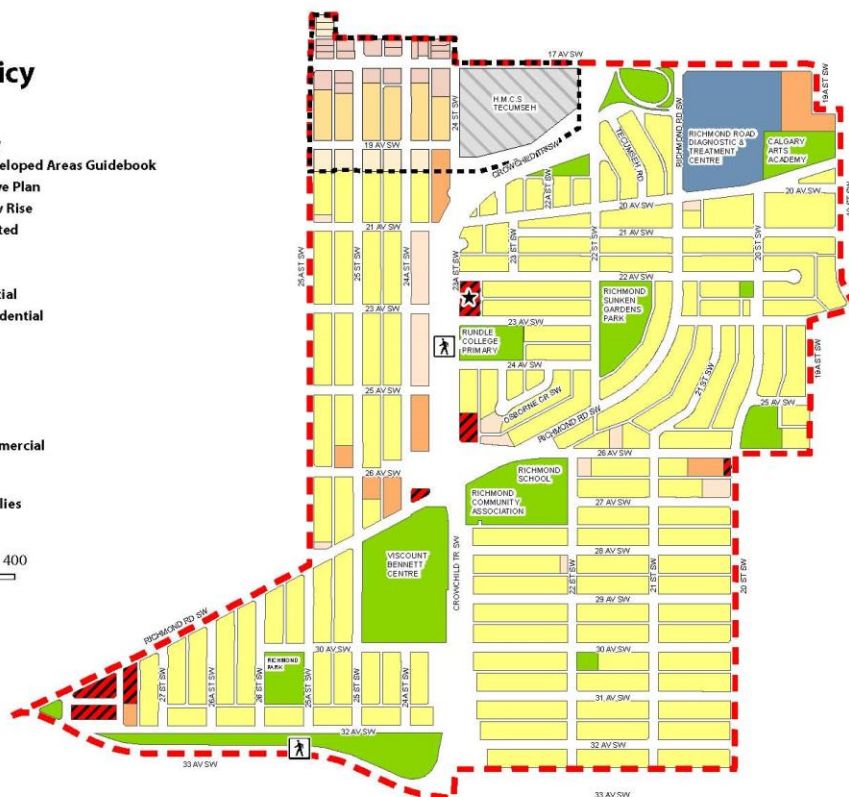 icy
eloped Areas Guidebook
ve Plan
v Rise
ted
ial
dential
mercial
lies
400
17 AV SW
19A ST SW
24 ST SW
H.M.C.S
TECUMSEH
RICHMOND RD SW
RICHMOND ROAD
DIAGNOSTIC &
TREATMENT
CENTRE
CALGARY
ARTS
ACADEMY
19 AV SW
CROWCHILD TR SW
TECUMSEH RD
22A ST SW
20 AV SW
20 AV SW
21 AV SW
21 AV SW
25A ST SW
25 ST SW
24A ST SW
23A ST SW
23 ST SW
22 ST SW
20 ST SW
22 AV SW
RICHMOND
SUNKEN
GARDENS
PARK
23 AV SW
23 AV SW
RUNDLE
COLLEGE
PRIMARY
24 AV SW
19A ST SW
21 ST SW
OSBORNE CR SW
RICHMOND RD SW
25 AV SW
25 AV SW
26 AV SW
26 AV SW
RICHMOND
SCHOOL
RICHMOND
COMMUNITY
ASSOCIATION
27 AV SW
VISCOUNT
BENNETT
CENTRE
CROWCHILD TR SW
28 AV SW
22 ST SW
21 ST SW
20 ST SW
29 AV SW
RICHMOND RD SW
30 AV SW
30 AV SW
RICHMOND
PARK
27 ST SW
26A ST SW
26 ST SW
25A ST SW
25 ST SW
24A ST SW
31 AV SW
32 AV SW
32 AV SW
33 AV SW
33 AV SW